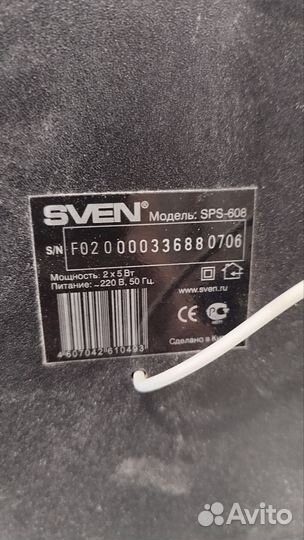 SVEN® Модель: SPS-608
S/N F020000336880706
Мощность: 2 x 5 Вт
Питание: ~220 В, 50 Гц.
www.sven.ru
4 607042 610493
CE
Сделано в
Avito